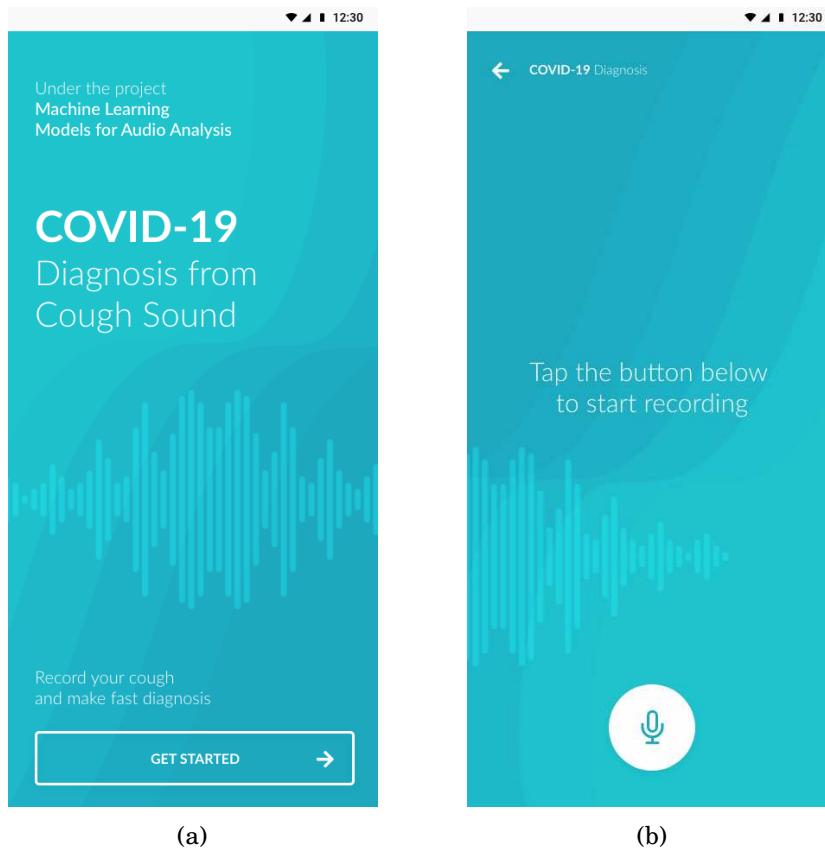 12:30
Under the project
Machine Learning
Models for Audio Analysis
COVID-19
Diagnosis from
Cough Sound
Record your cough
and make fast diagnosis
GET STARTED
(a)
12:30
COVID-19 Diagnosis
Tap the button below
to start recording
(b)